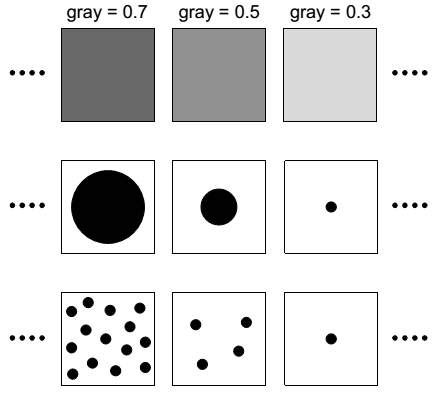 gray = 0.7 gray = 0.5 gray = 0.3